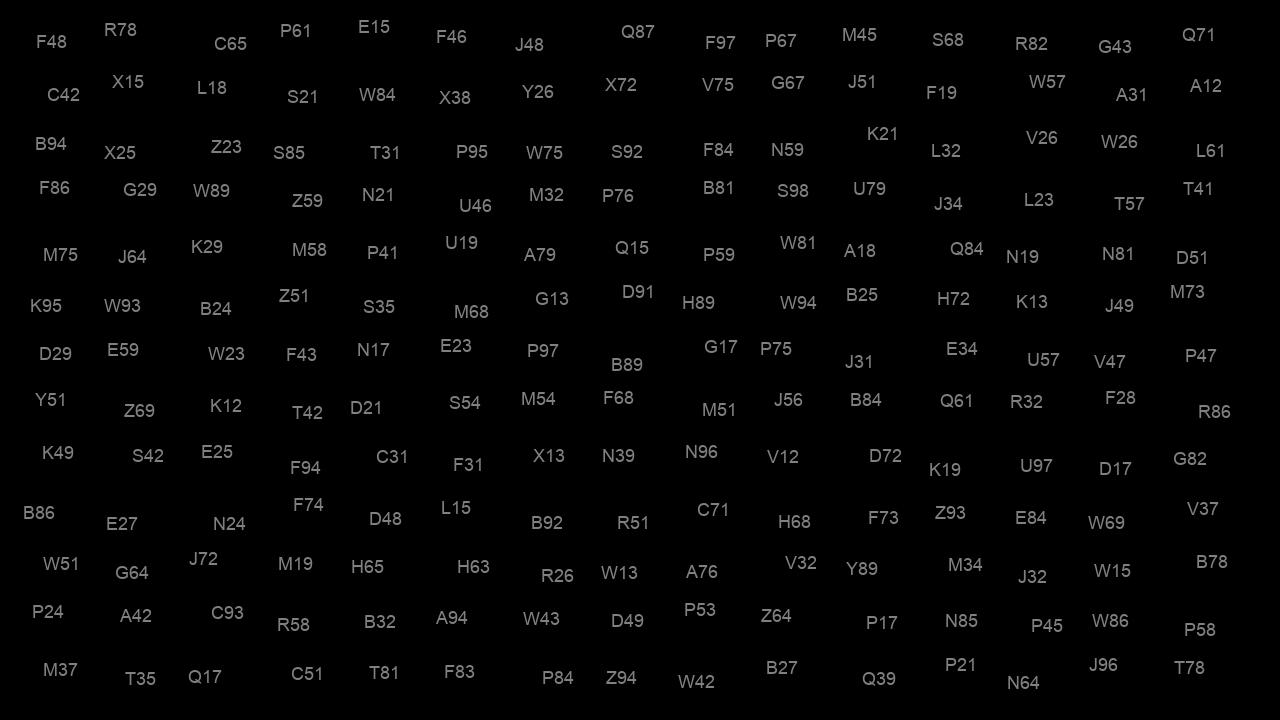 F48 R78 C65 P61 E15 F46 J48 Q87 F97 P67 M45 S68 R82 G43 Q71
C42 X15 L18 S21 W84 X38 Y26 X72 V75 G67 J51 F19 W57 A31 A12
B94 X25 Z23 S85 T31 P95 W75 S92 F84 N59 K21 L32 V26 W26 L61
F86 G29 W89 Z59 N21 U46 M32 P76 B81 S98 U79 J34 L23 T57 T41
M75 J64 K29 M58 P41 U19 A79 Q15 P59 W81 A18 Q84 N19 N81 D51
K95 W93 B24 Z51 S35 M68 G13 D91 H89 W94 B25 H72 K13 J49 M73
D29 E59 W23 F43 N17 E23 P97 B89 G17 P75 J31 E34 U57 V47 P47
Y51 Z69 K12 T42 D21 S54 M54 F68 M51 J56 B84 Q61 R32 F28 R86
K49 S42 E25 F94 C31 F31 X13 N39 N96 V12 D72 K19 U97 D17 G82
B86 E27 N24 F74 D48 L15 B92 R51 C71 H68 F73 Z93 E84 W69 V37
W51 G64 J72 M19 H65 H63 R26 W13 A76 V32 Y89 M34 J32 W15 B78
P24 A42 C93 R58 B32 A94 W43 D49 P53 Z64 P17 N85 P45 W86 P58
M37 T35 Q17 C51 T81 F83 P84 Z94 W42 B27 Q39 P21 N64 J96 T78